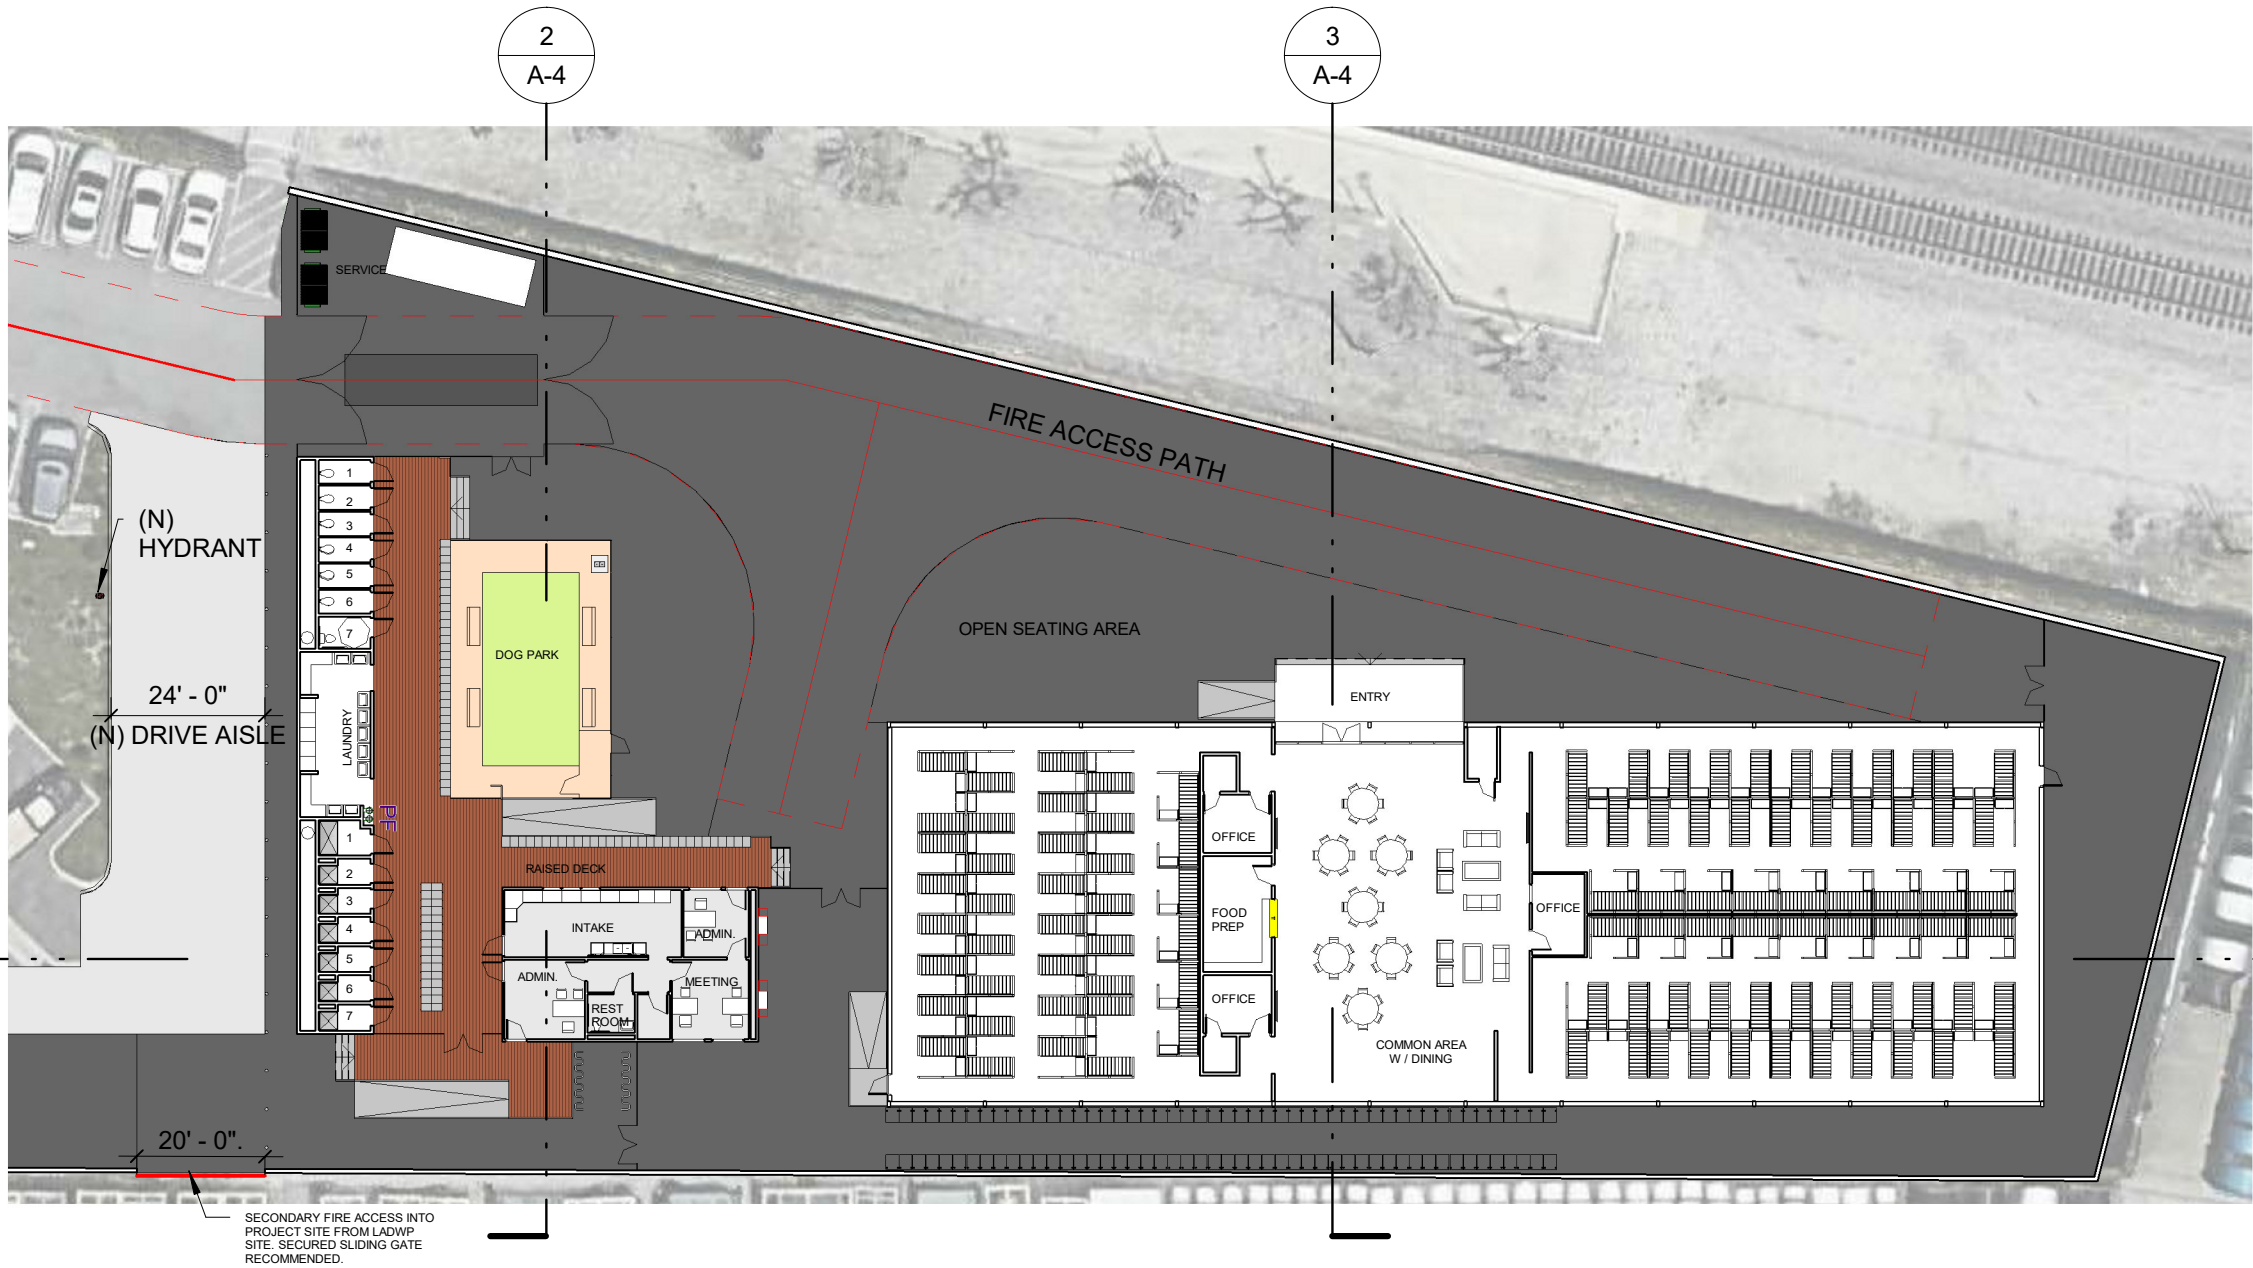 2
A-4
3
A-4
SERVICE
FIRE ACCESS PATH
(N)
HYDRANT
1
2
3
4
5
6
7
OPEN SEATING AREA
DOG PARK
24' - 0"
(N) DRIVE AISLE
LAUNDRY
ENTRY
PF
1
2
3
4
5
6
7
RAISED DECK
OFFICE
INTAKE
ADMIN.
ADMIN.
MEETING
REST
ROOM
FOOD
PREP
OFFICE
OFFICE
COMMON AREA
W / DINING
20' - 0".
SECONDARY FIRE ACCESS INTO
PROJECT SITE FROM LADWP
SITE. SECURED SLIDING GATE
RECOMMENDED.